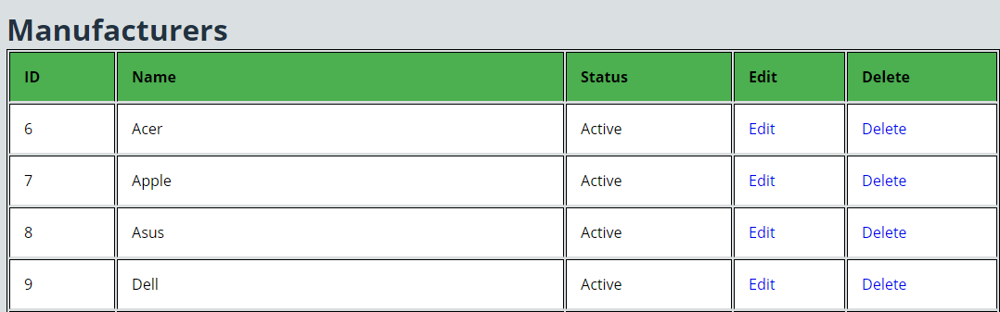 Manufacturers
ID Name Status Edit Delete
6 Acer Active Edit Delete
7 Apple Active Edit Delete
8 Asus Active Edit Delete
9 Dell Active Edit Delete